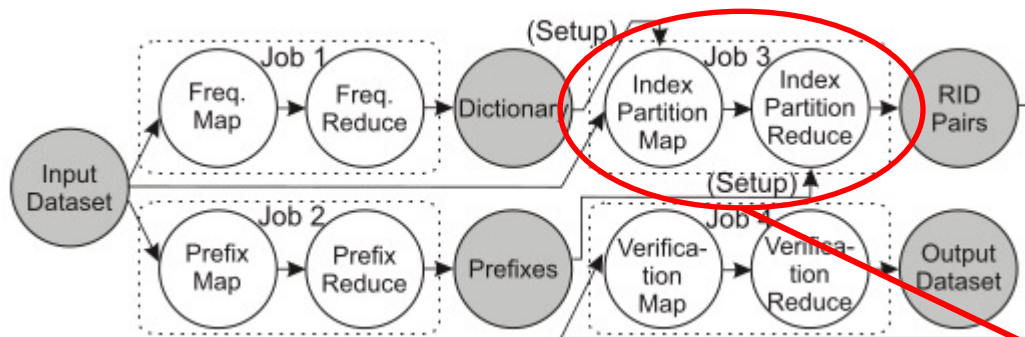 (Setup)
Job 1
Job 3
Freq.
Map
Freq.
Reduce
Dictionary
Index
Partition
Map
Index
Partition
Reduce
RID
Pairs
Input
Dataset
(Setup)
Job 2
Job 4
Prefix
Map
Prefix
Reduce
Prefixes
Verifica-
tion
Map
Verifica-
tion
Reduce
Output
Dataset